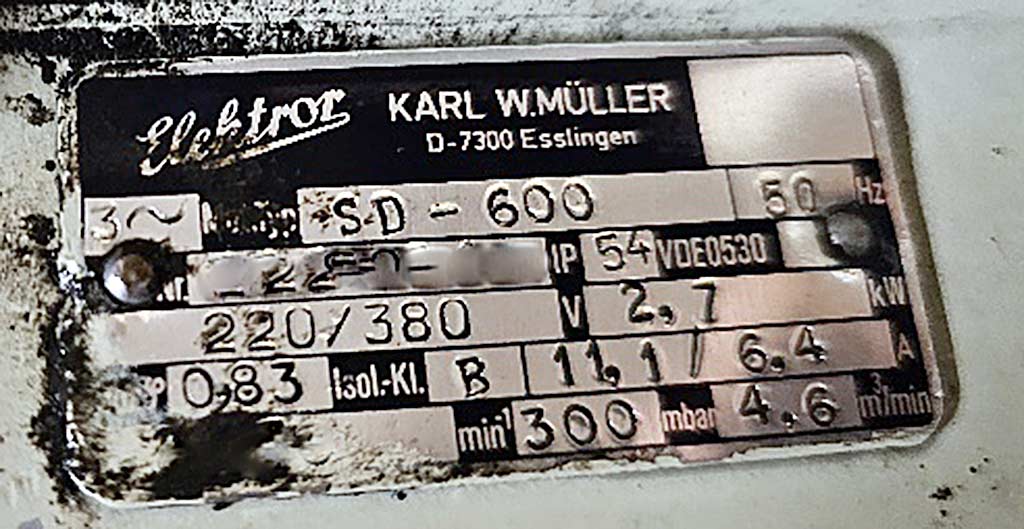 Elektror KARL W. MÜLLER
D-7300 Esslingen
3~ SD-600 50 Hz
Nr. IP 54 VDE0530
220/380 V 2,7 kW
0,83 Isol.-Kl. B 11,1/6.4 A
min⁻¹ 300 mbar 4.6 m³/min